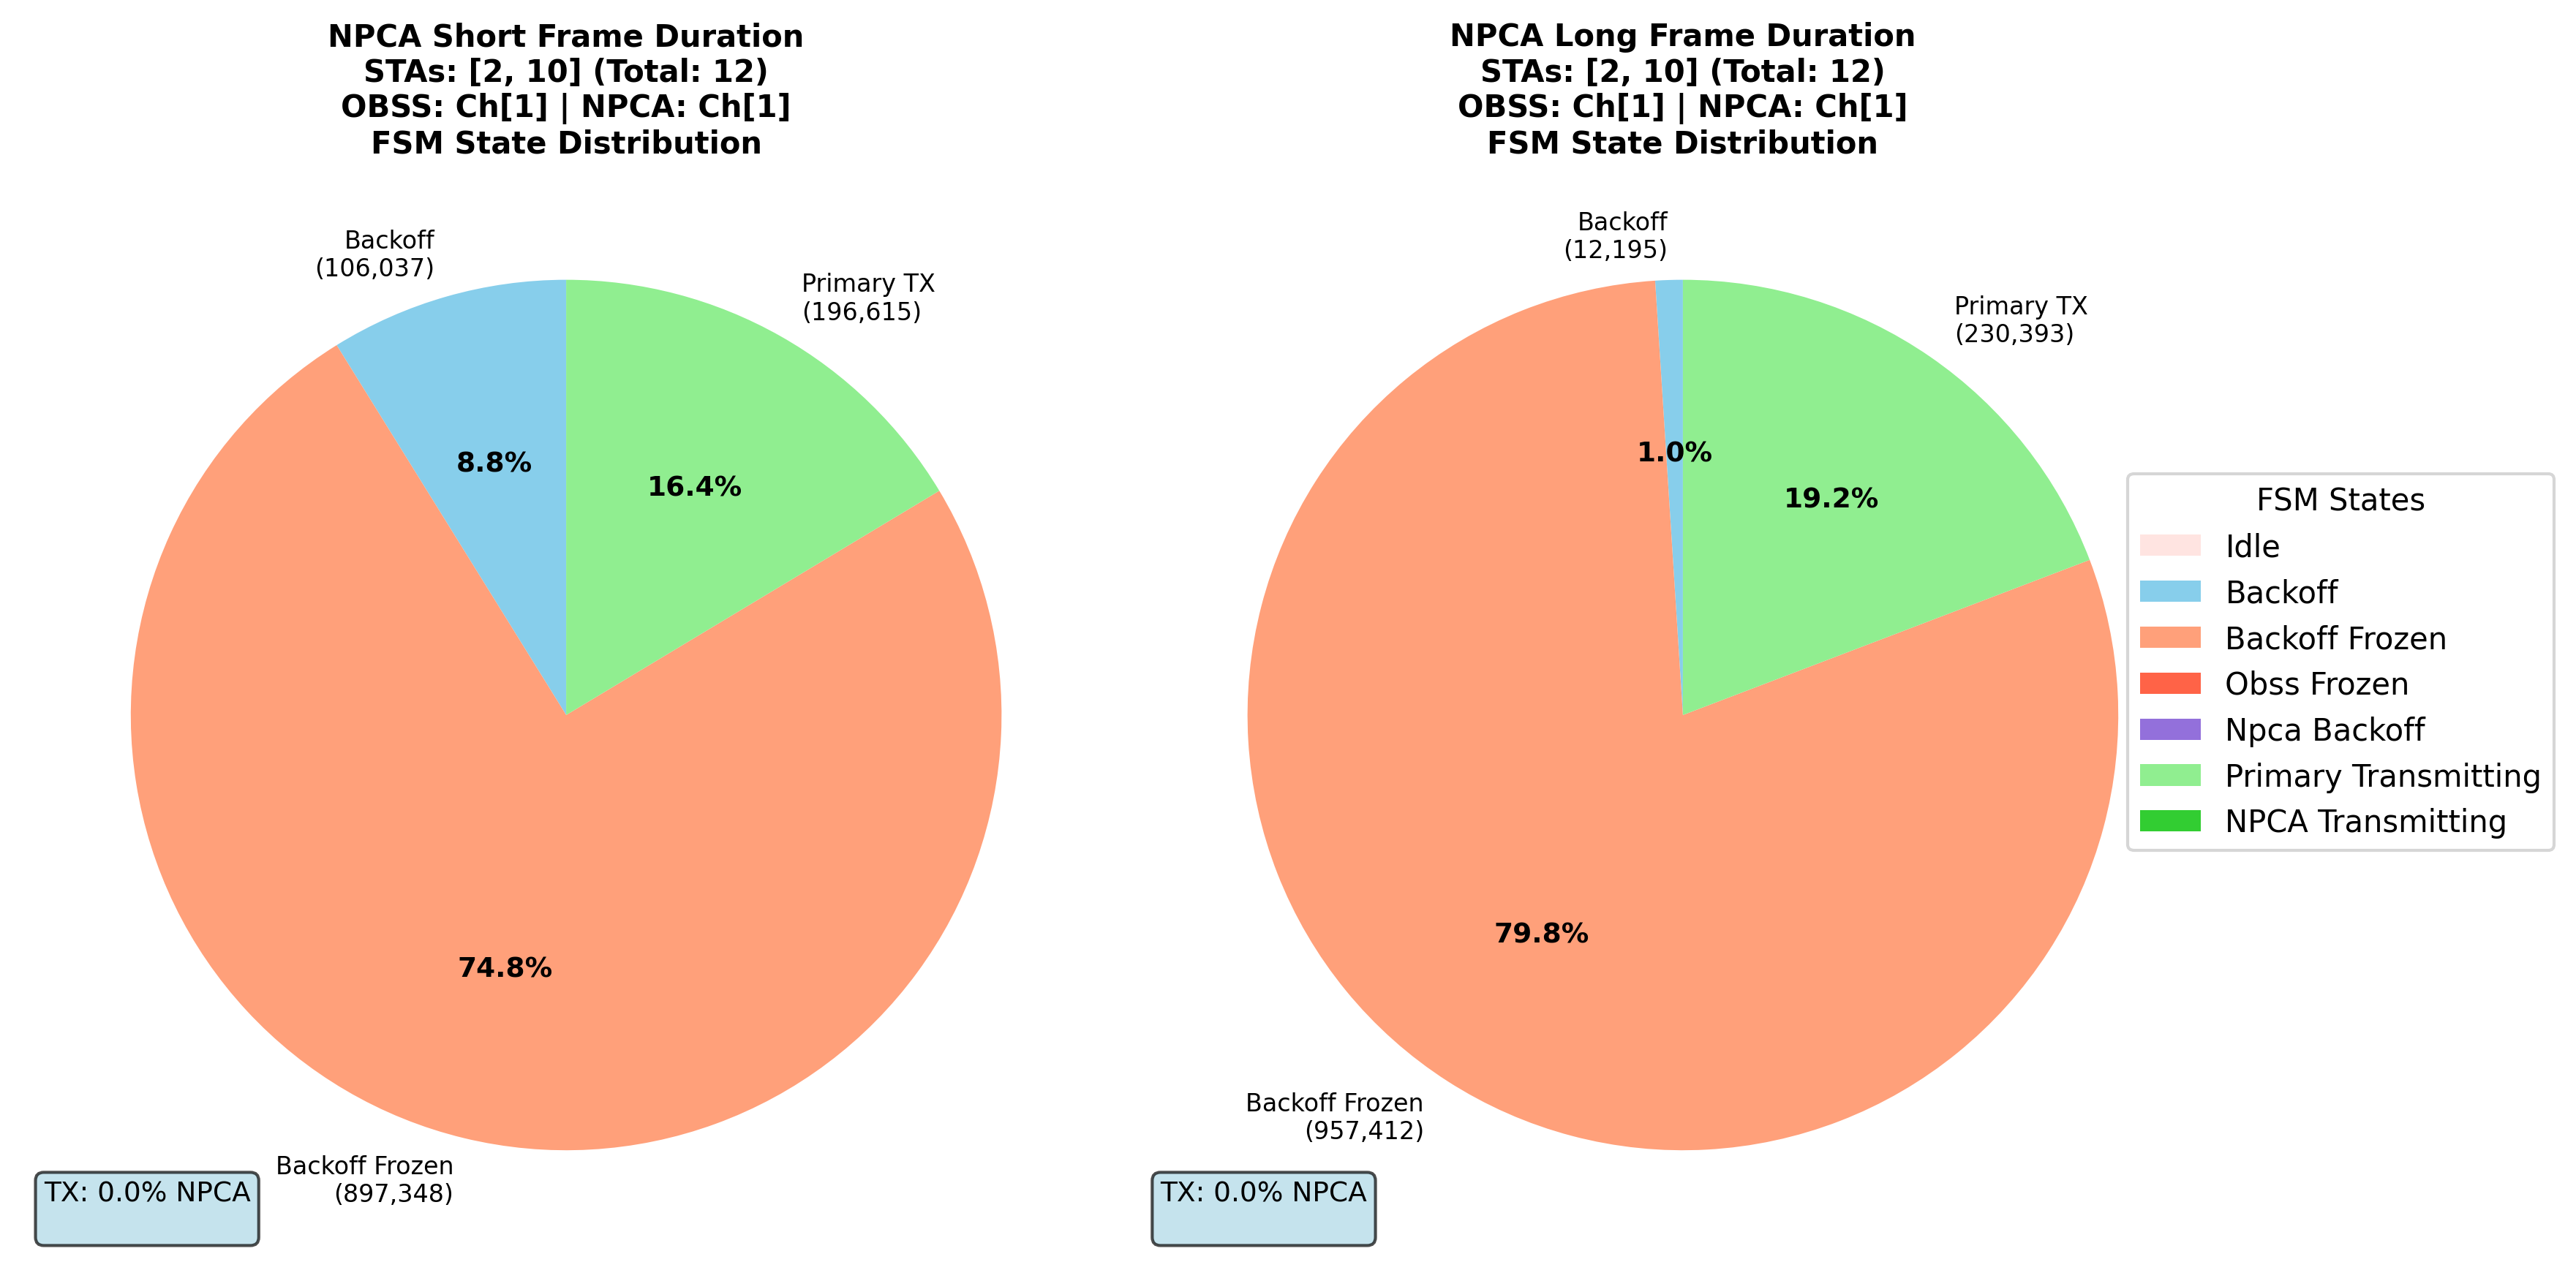 NPCA Short Frame Duration
STAs: [2, 10] (Total: 12)
OBSS: Ch[1] | NPCA: Ch[1]
FSM State Distribution
Backoff
(106,037)
Primary TX
(196,615)
8.8%
16.4%
74.8%
Backoff Frozen
(897,348)
TX: 0.0% NPCA
NPCA Long Frame Duration
STAs: [2, 10] (Total: 12)
OBSS: Ch[1] | NPCA: Ch[1]
FSM State Distribution
Backoff
(12,195)
Primary TX
(230,393)
1.0%
19.2%
79.8%
Backoff Frozen
(957,412)
TX: 0.0% NPCA
FSM States
Idle
Backoff
Backoff Frozen
Obss Frozen
Npca Backoff
Primary Transmitting
NPCA Transmitting